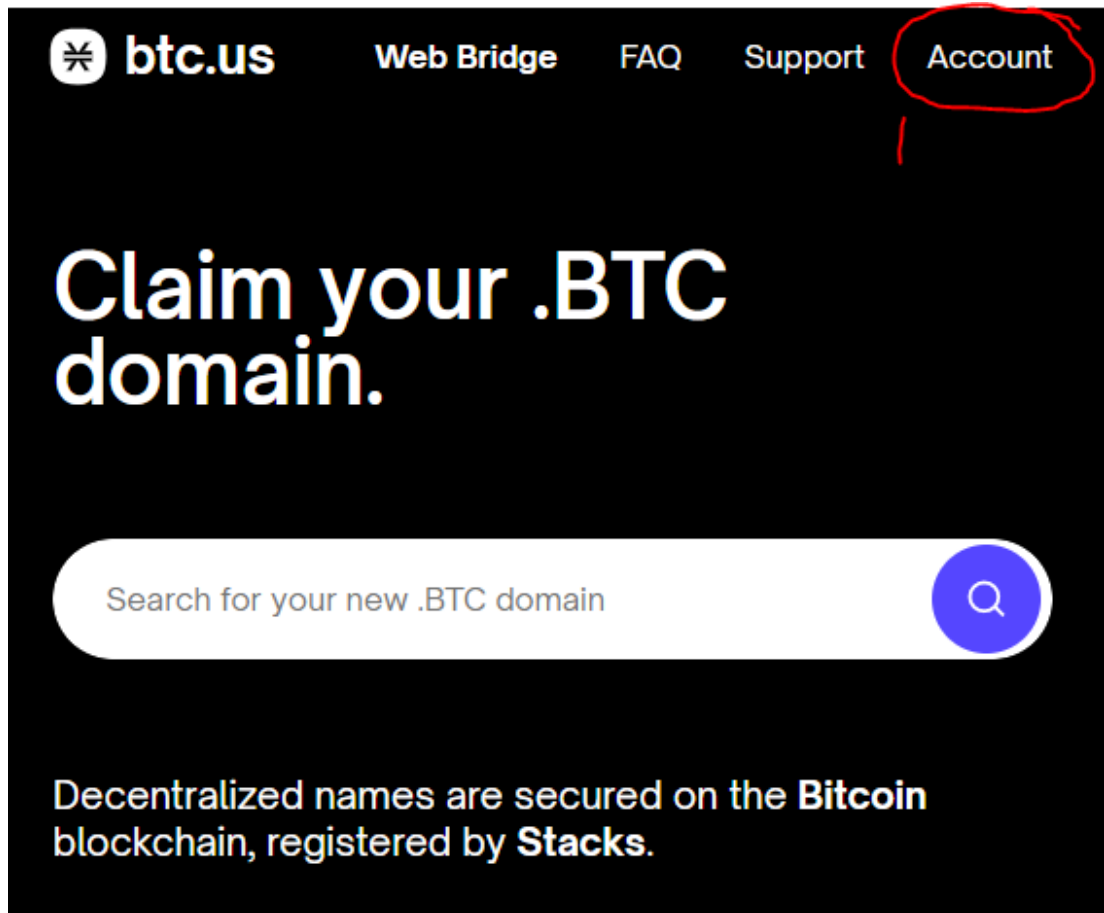 btc.us Web Bridge FAQ Support Account
Claim your .BTC
domain.
Search for your new .BTC domain
Decentralized names are secured on the Bitcoin
blockchain, registered by Stacks.